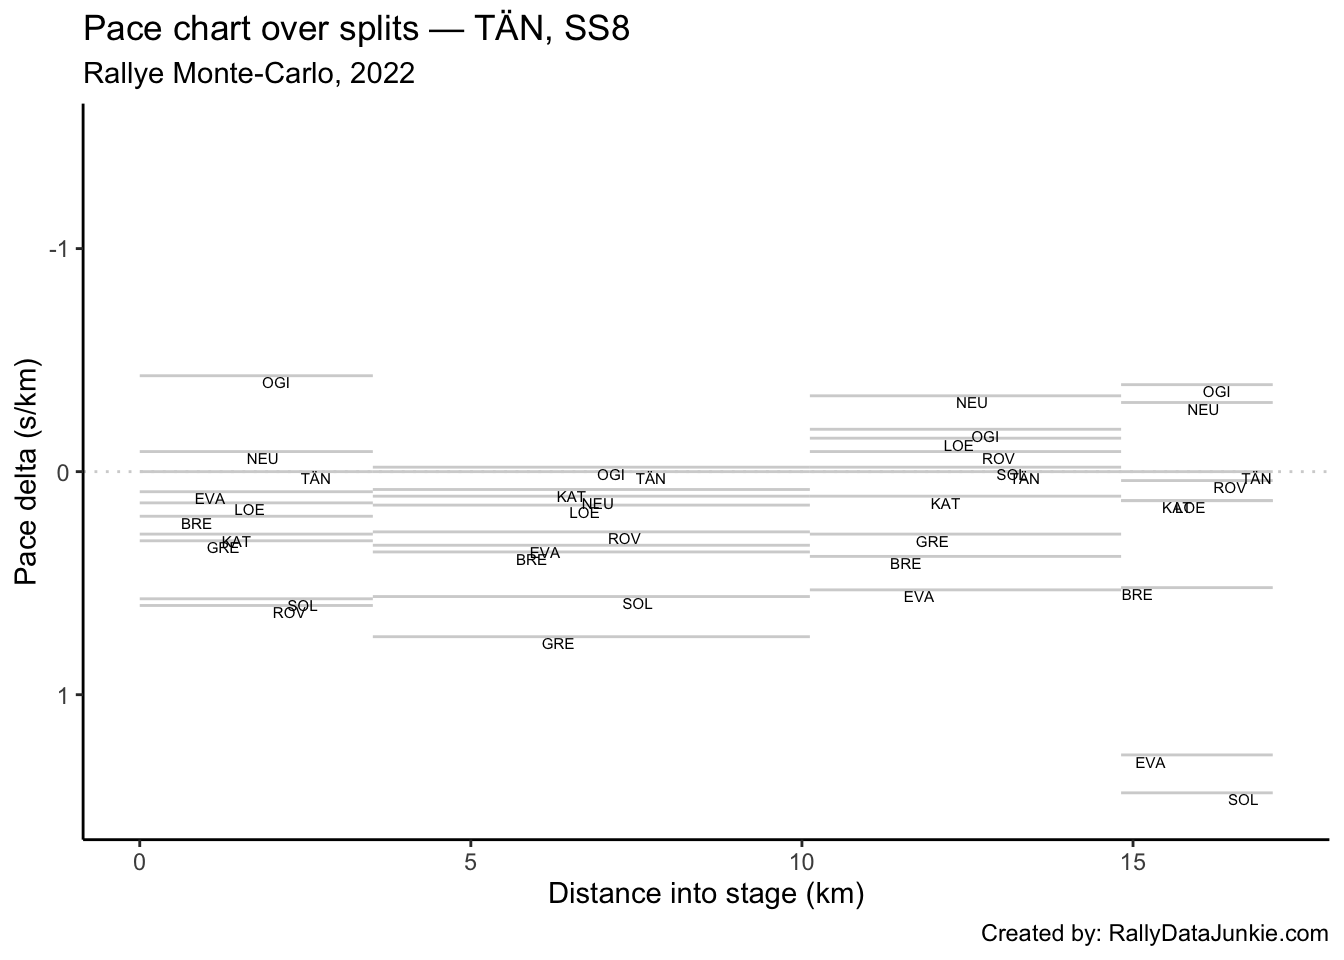 Pace chart over splits — TÄN, SS8
Rallye Monte-Carlo, 2022
Pace delta (s/km)
-1
0
1
OGI
NEU
TÄN
EVA
LOE
BRE
KAT
GRE
SOL
ROV
OGI
TÄN
KAT
NEU
LOE
ROV
EVA
BRE
SOL
GRE
NEU
OGI
LOE
ROV
SOL
TÄN
KAT
GRE
BRE
EVA
OGI
NEU
TÄN
ROV
KAT
LOE
BRE
EVA
SOL
0 5 10 15
Distance into stage (km)
Created by: RallyDataJunkie.com